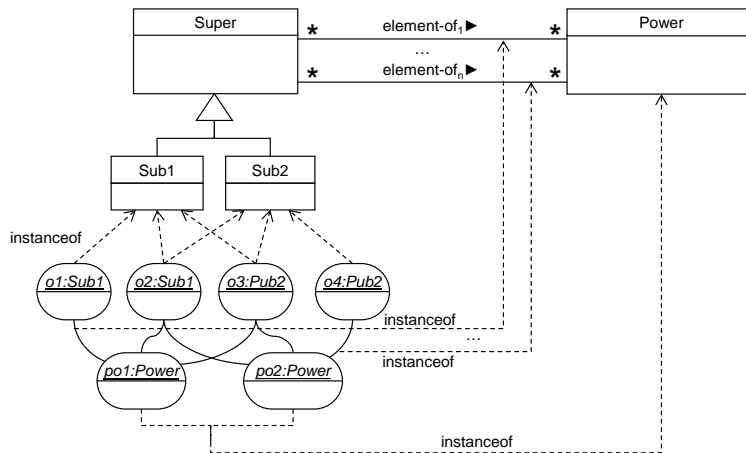 Super
* element-of₁► *
Power
...
* element-ofₙ► *
Sub1
Sub2
instanceof
o1:Sub1
o2:Sub1
o3:Pub2
o4:Pub2
instanceof
...
instanceof
po1:Power
po2:Power
instanceof